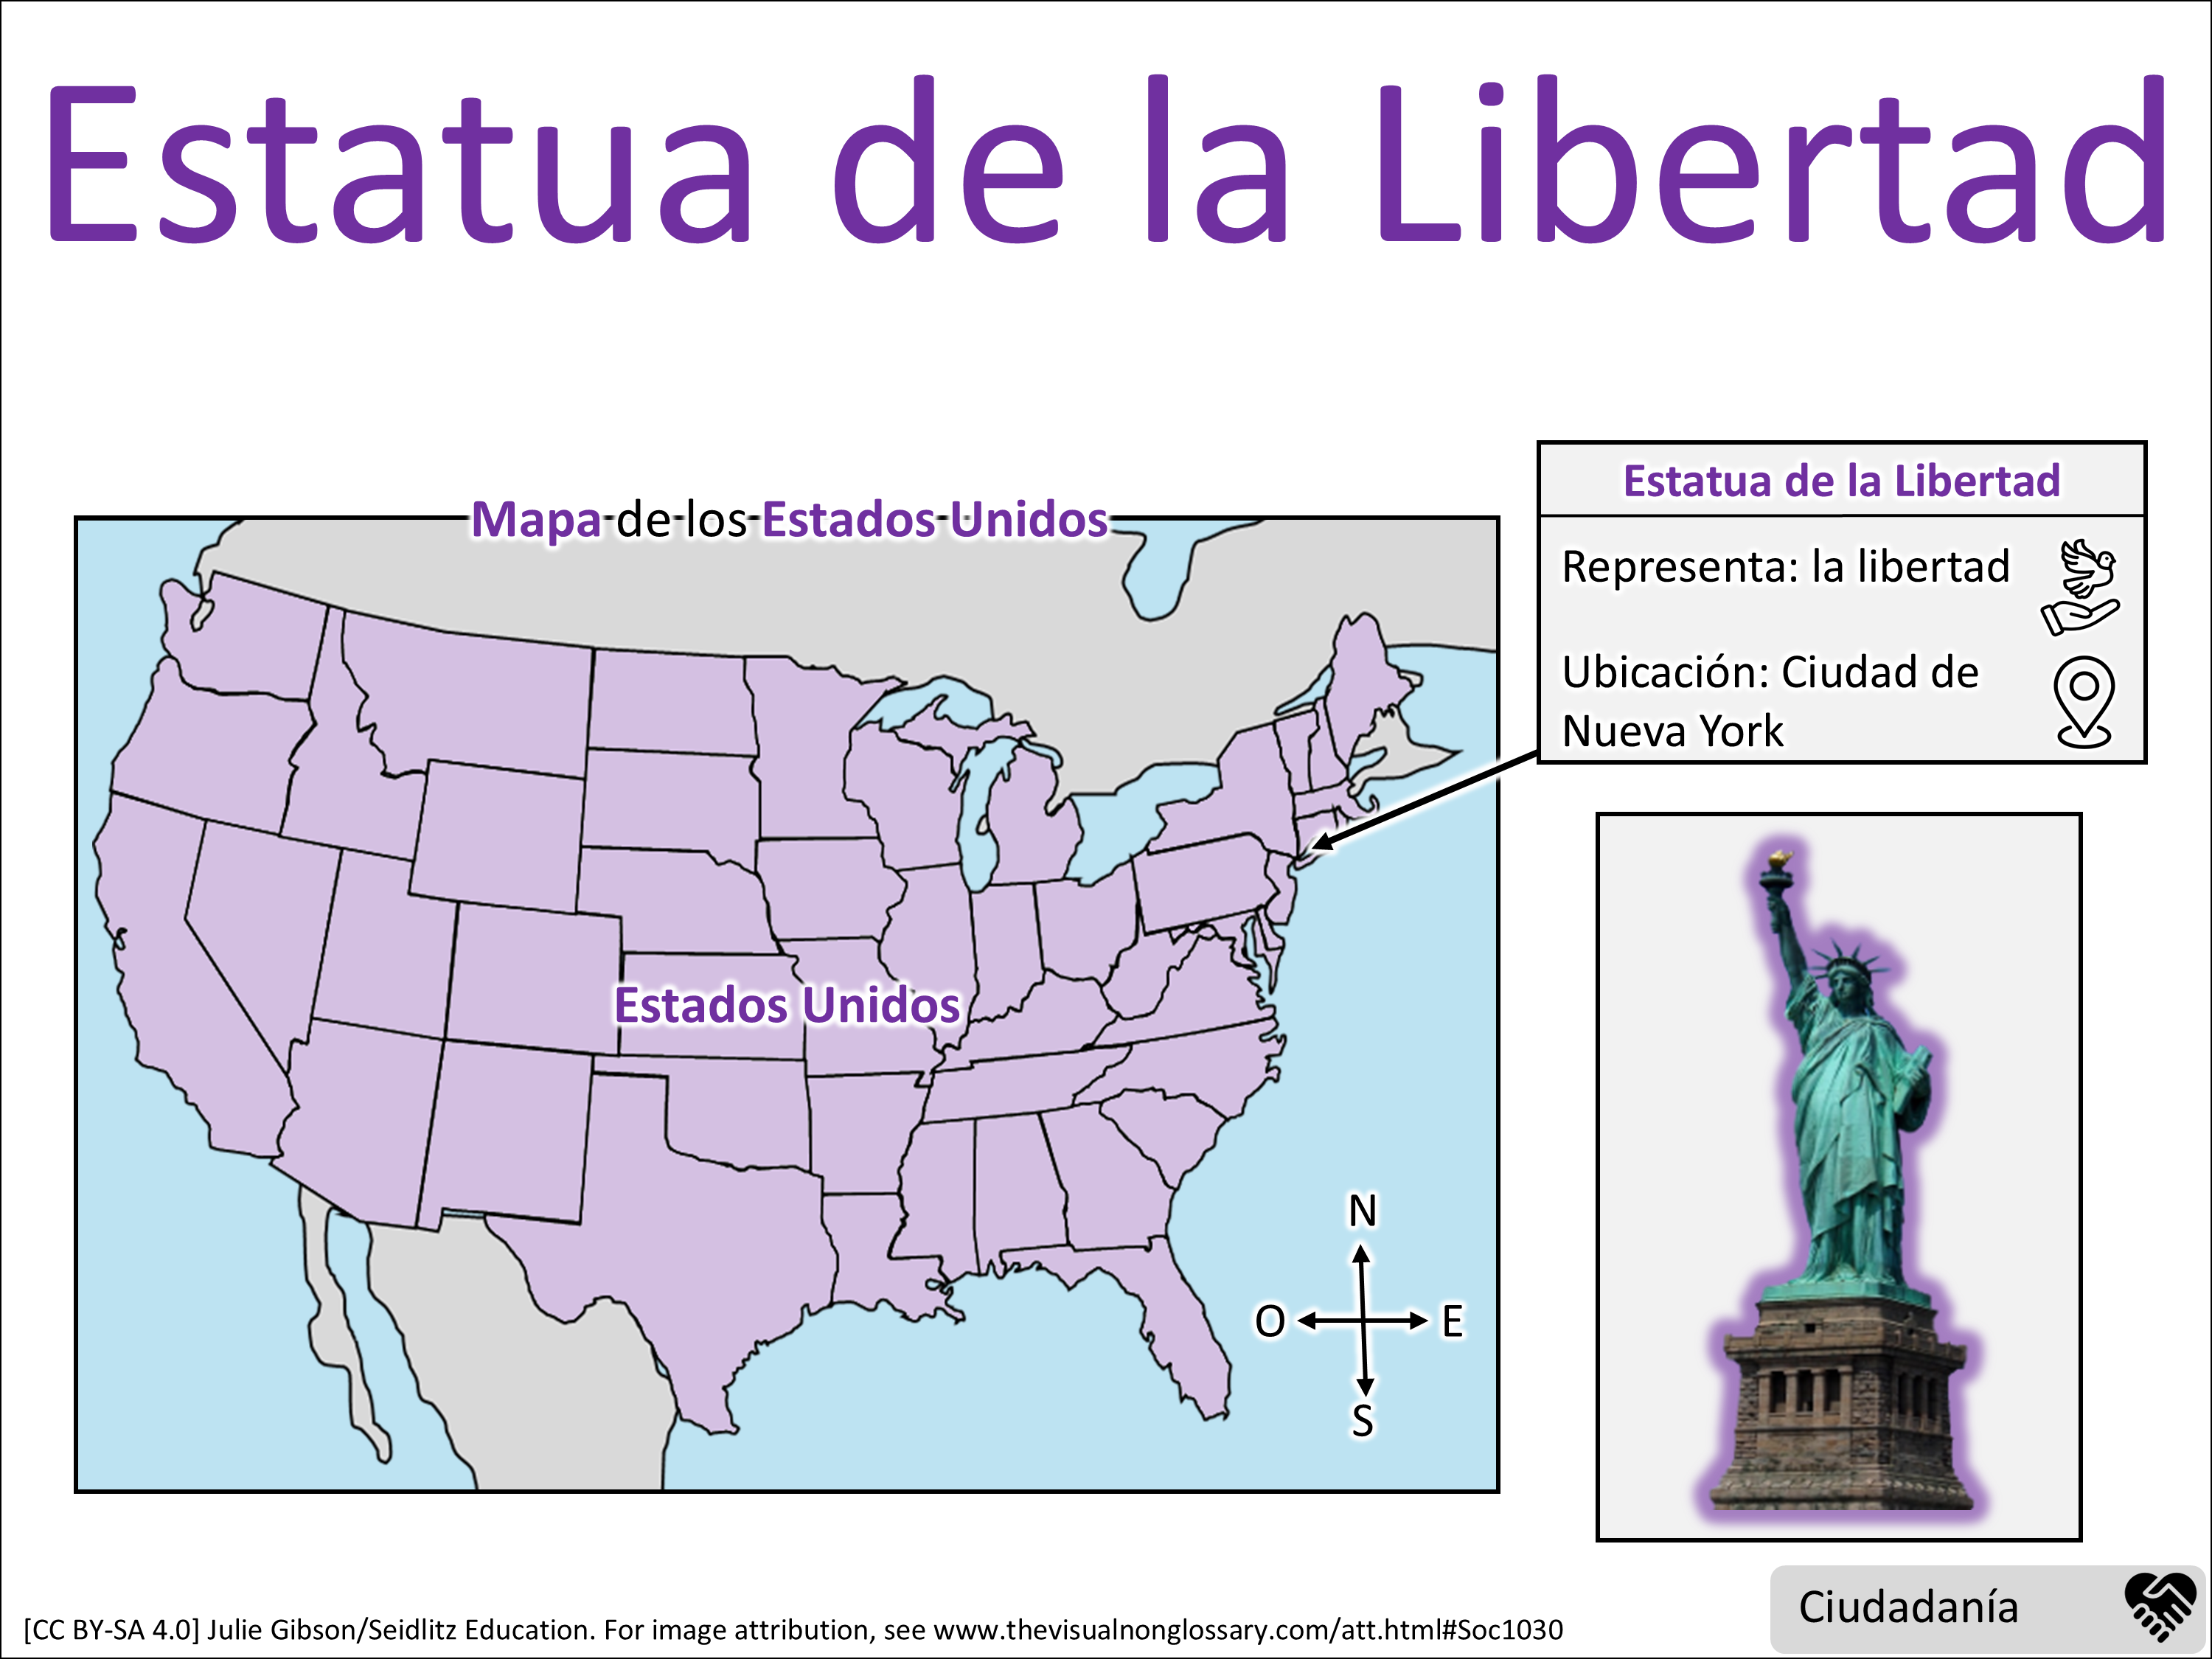 Estatua de la Libertad
Mapa de los Estados Unidos
Estatua de la Libertad
Representa: la libertad
Ubicación: Ciudad de
Nueva York
Estados Unidos
N
O
E
S
Ciudadanía
[CC BY-SA 4.0] Julie Gibson/Seidlitz Education. For image attribution, see www.thevisualnonglossary.com/att.html#Soc1030